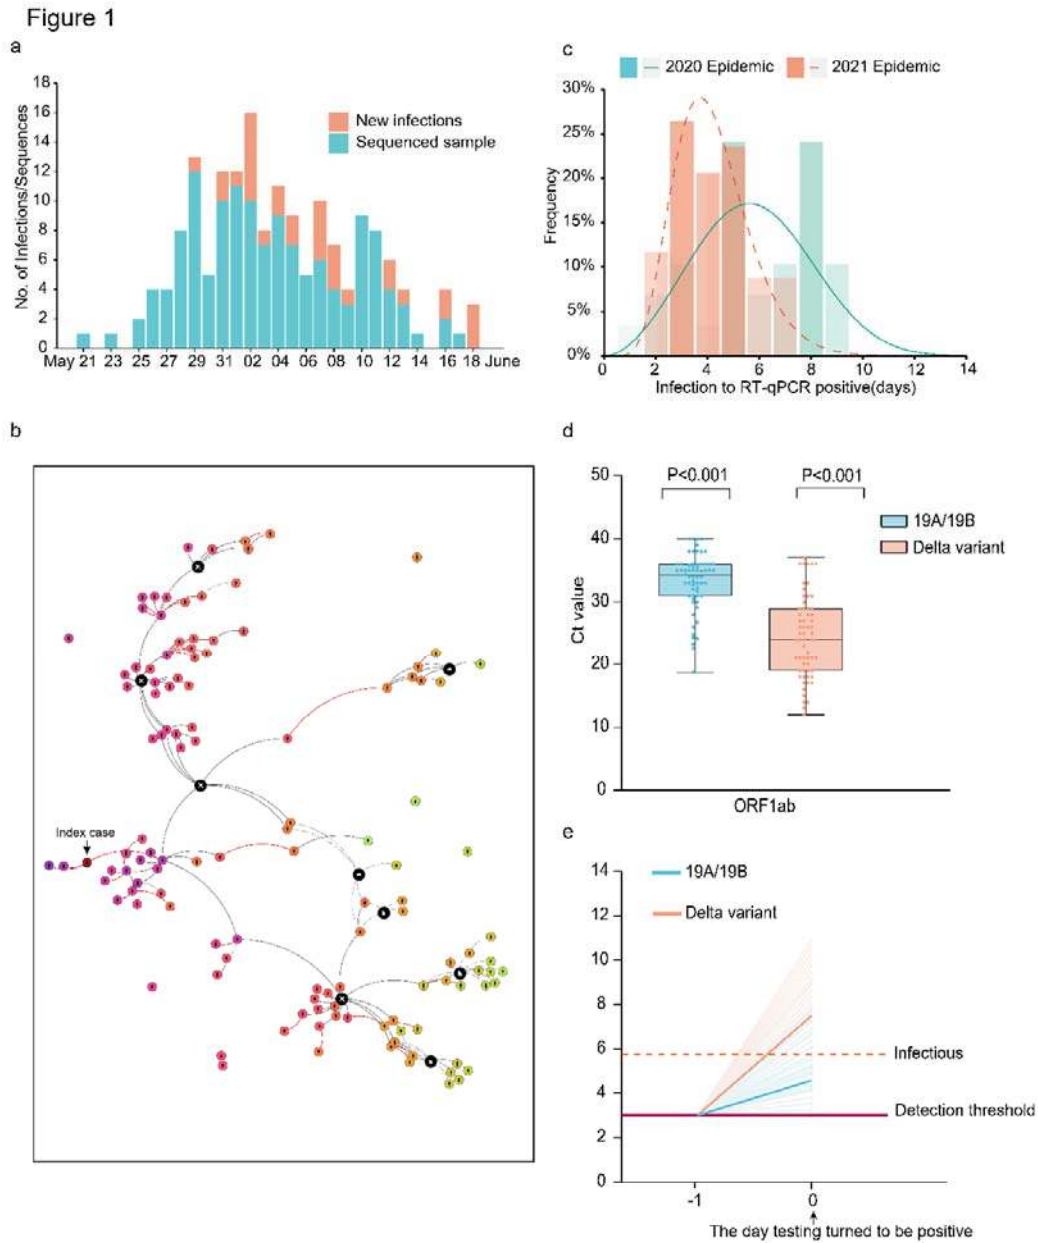 Figure 1
a
No. of Infections/Sequences
18
16
14
12
10
8
6
4
2
0
New infections
Sequenced sample
May 21 23 25 27 29 31 02 04 06 08 10 12 14 16 18 June
c
2020 Epidemic 2021 Epidemic
Frequency
30%
25%
20%
15%
10%
5%
0%
0 2 4 6 8 10 12 14
Infection to RT-qPCR positive(days)
b
Index case
d
Ct value
50
40
30
20
10
0
P<0.001 P<0.001
19A/19B
Delta variant
ORF1ab
e
14
12
10
8
6
4
2
0
19A/19B
Delta variant
Infectious
Detection threshold
-1 0
The day testing turned to be positive